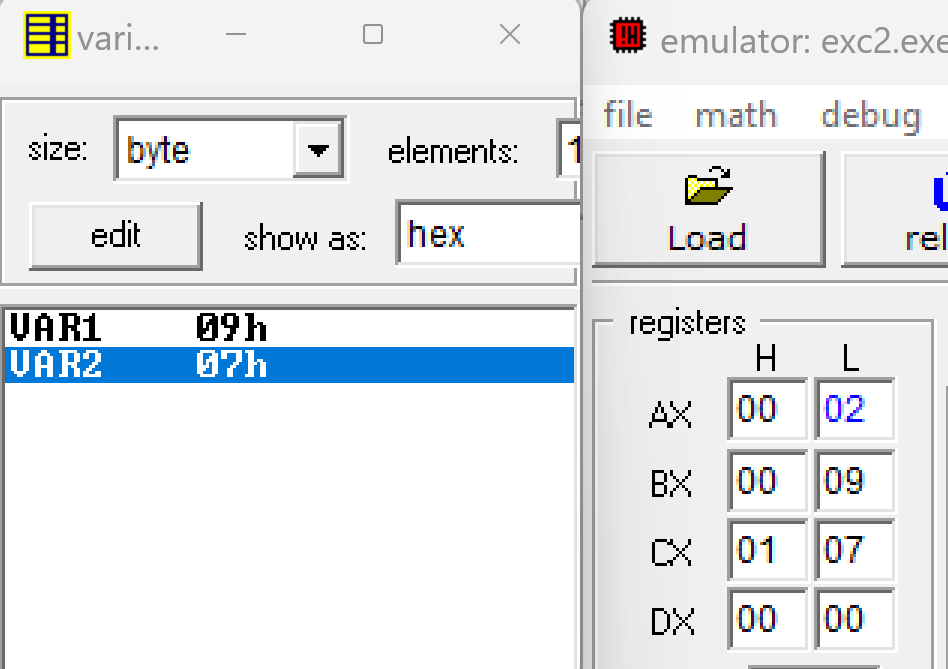 vari...
size: byte elements: 1
edit show as: hex
VAR1 09h
VAR2 07h
emulator: exc2.exe
file math debug
Load rel
registers
H L
AX 00 02
BX 00 09
CX 01 07
DX 00 00